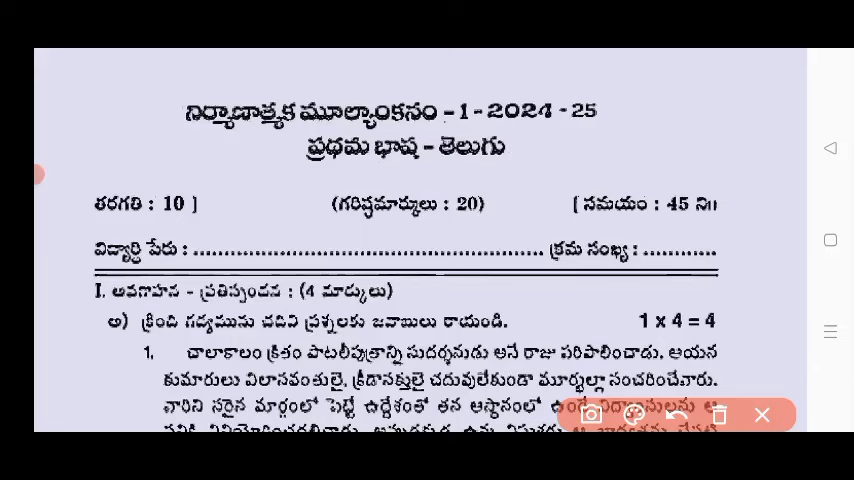 నిర్మాణాత్మక మూల్యాంకనం - 1 - 2024 - 25
ప్రథమ భాష - తెలుగు
తరగతి : 10 ] (గరిష్ఠమార్కులు : 20) [ సమయం : 45 ని॥
విద్యార్థి పేరు : ........................................................ క్రమ సంఖ్య : ............
I. అవగాహన - ప్రతిస్పందన : (4 మార్కులు)
అ) క్రింది గద్యమును చదివి ప్రశ్నలకు జవాబులు రాయండి. 1 x 4 = 4
1. చాలాకాలం క్రితం పాటలీపుత్రాన్ని సుదర్శనుడు అనే రాజు పరిపాలించాడు. ఆయన
కుమారులు విలాసవంతులై, క్రీడాసక్తులై చదువులేకుండా మూర్ఖుల్లా సంచరించేవారు.
వారిని సరైన మార్గంలో పెట్టే ఉద్దేశంతో తన ఆస్థానంలో ఉండే విద్వాంసులను